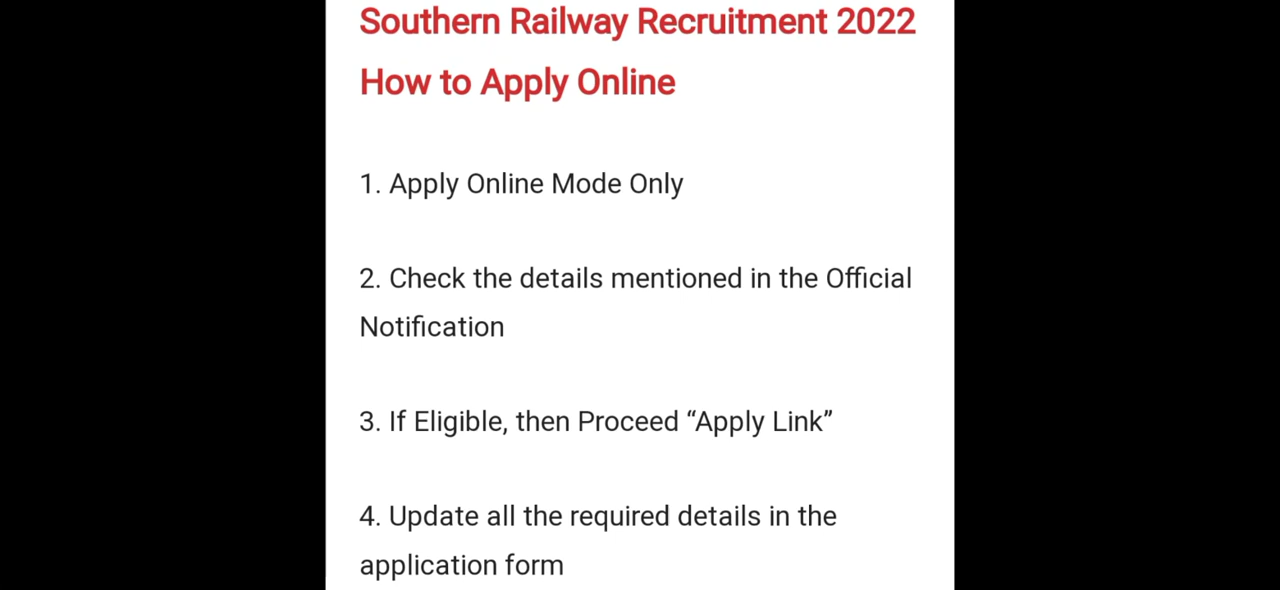 Southern Railway Recruitment 2022
How to Apply Online
1. Apply Online Mode Only
2. Check the details mentioned in the Official
Notification
3. If Eligible, then Proceed “Apply Link”
4. Update all the required details in the
application form